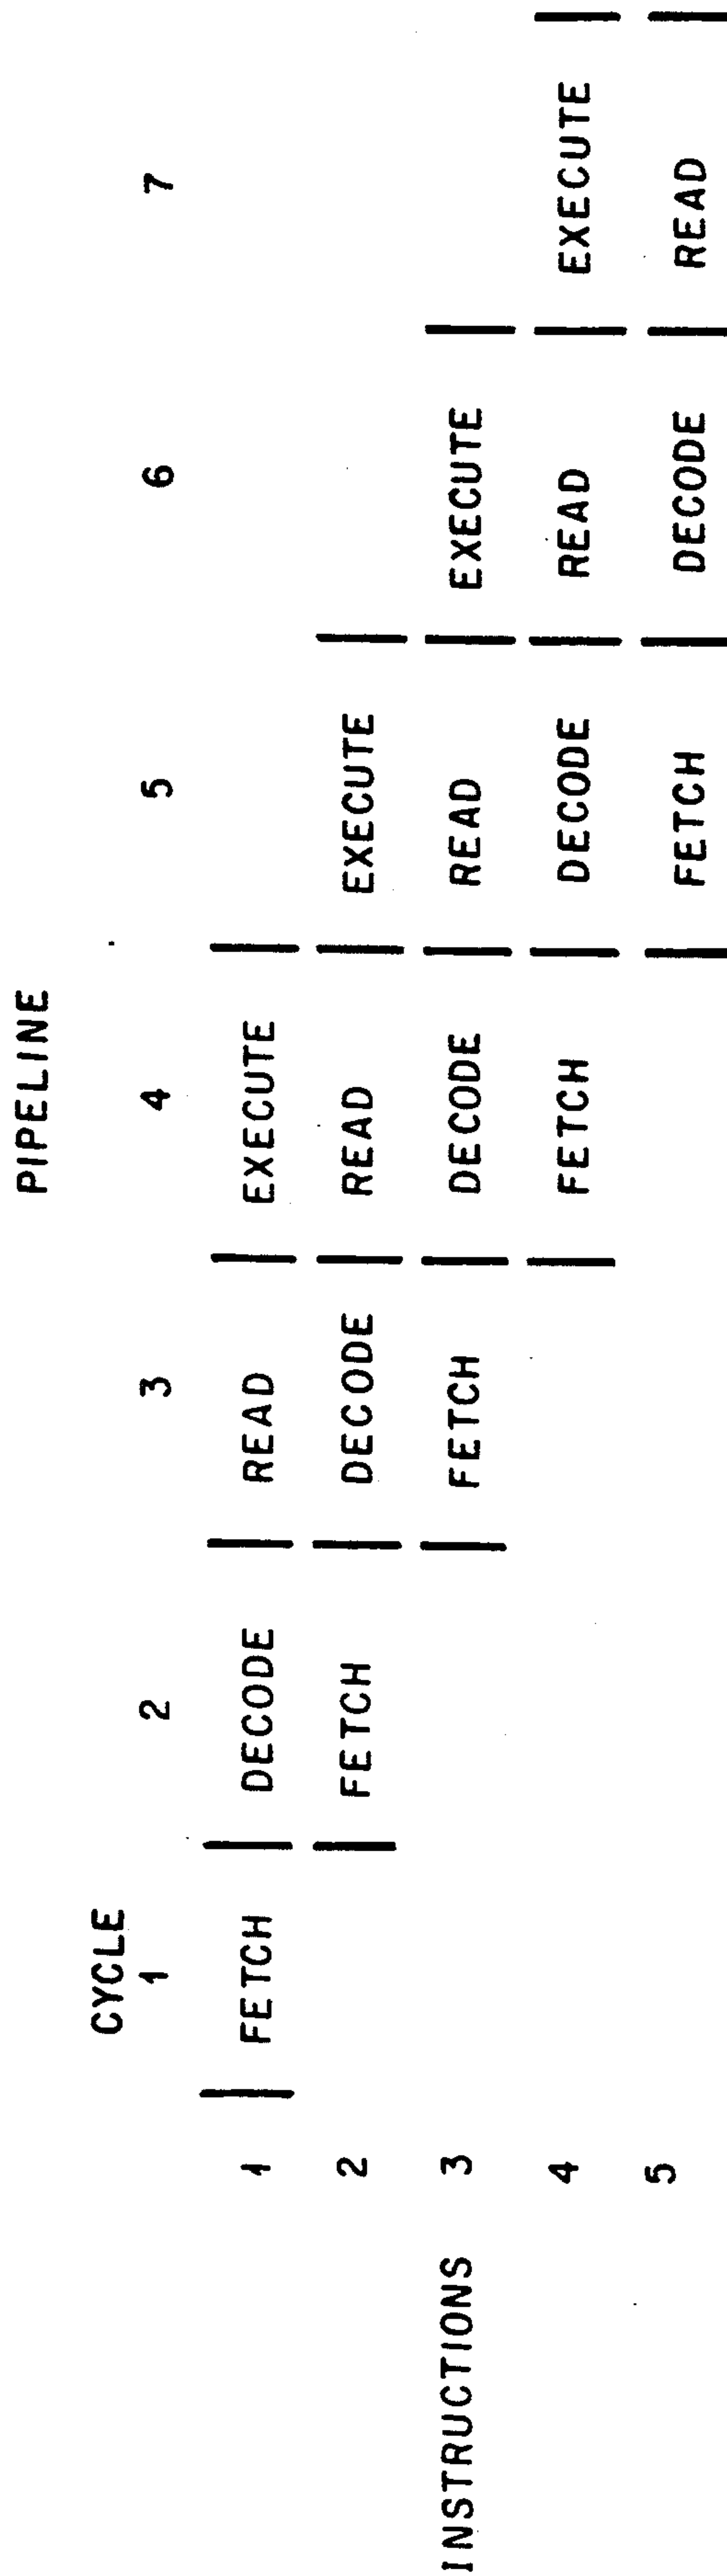 PIPELINE
CYCLE
1 2 3 4 5 6 7
1 FETCH DECODE READ EXECUTE
2 FETCH DECODE READ EXECUTE
INSTRUCTIONS 3 FETCH DECODE READ EXECUTE
4 FETCH DECODE READ EXECUTE
5 FETCH DECODE READ